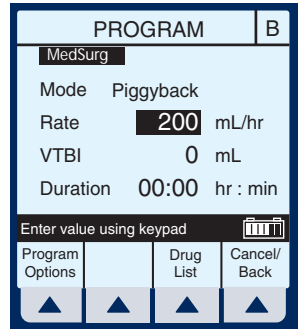 PROGRAM B
MedSurg
Mode Piggyback
Rate 200 mL/hr
VTBI 0 mL
Duration 00:00 hr : min
Enter value using keypad
Program Options
Drug List
Cancel/ Back